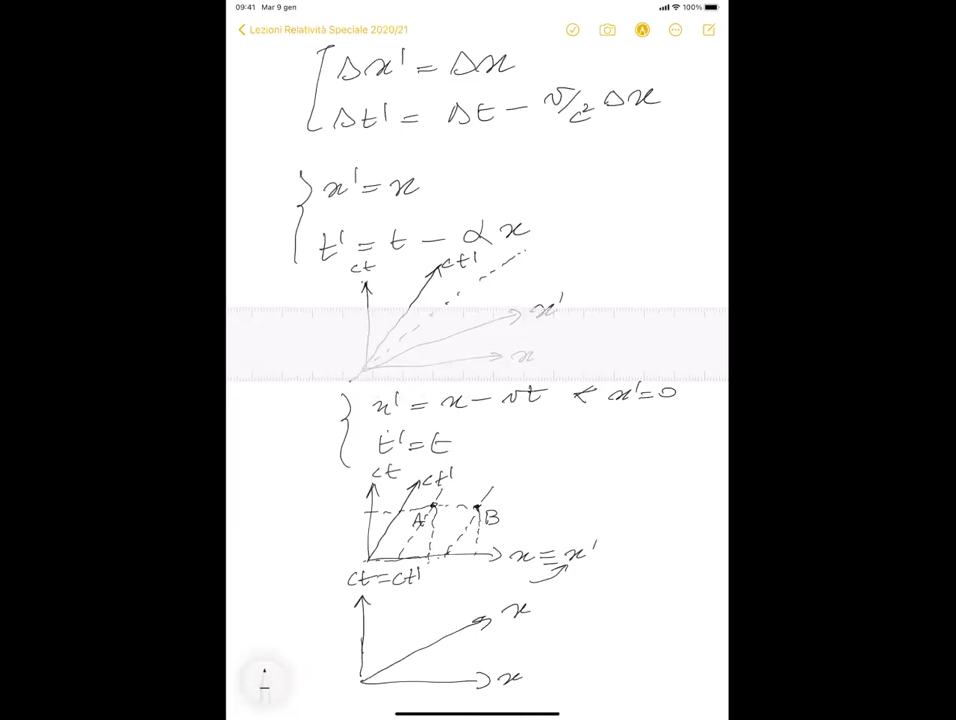 09:41 Mar 9 gen 100%
Lezioni Relatività Speciale 2020/21
Δx' = Δx
Δt' = Δt - v/c² Δx
x' = x
t' = t - αx
ct ct'
x'
x
x' = x - vt ← x' = 0
t' = t
ct ct'
A B
x ≡ x'
ct = ct'
x
x